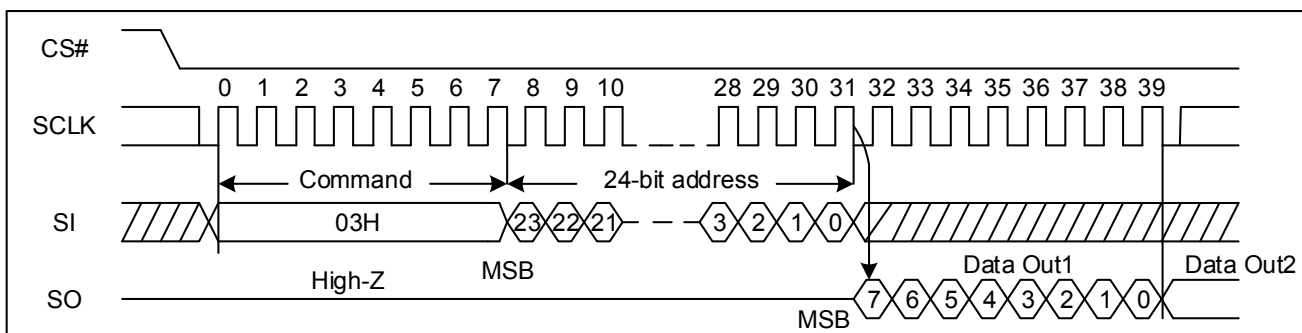 CS#
0 1 2 3 4 5 6 7 8 9 10 28 29 30 31 32 33 34 35 36 37 38 39
SCLK
Command 24-bit address
SI 03H 23 22 21 3 2 1 0
High-Z MSB Data Out1 Data Out2
SO 7 6 5 4 3 2 1 0
MSB